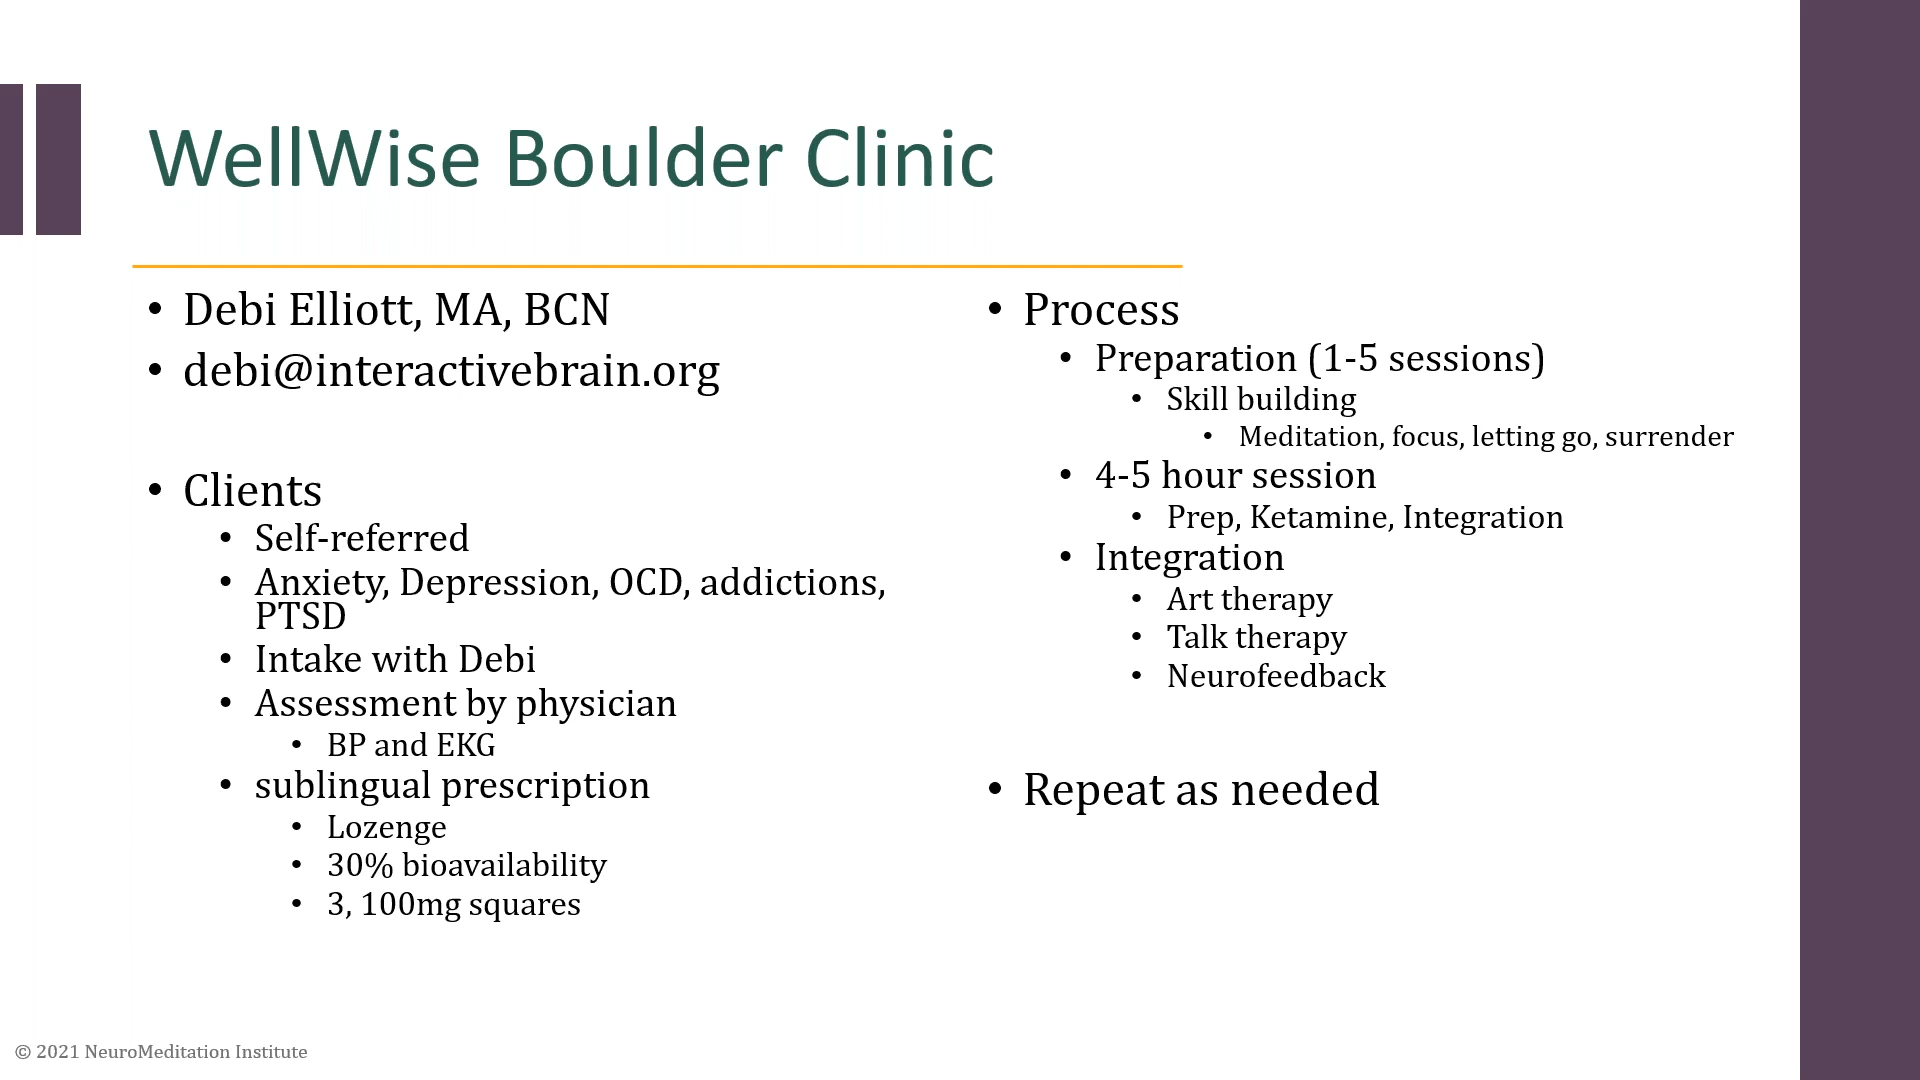 WellWise Boulder Clinic
• Debi Elliott, MA, BCN
• debi@interactivebrain.org
• Clients
• Self-referred
• Anxiety, Depression, OCD, addictions,
PTSD
• Intake with Debi
• Assessment by physician
• BP and EKG
• sublingual prescription
• Lozenge
• 30% bioavailability
• 3, 100mg squares
• Process
• Preparation (1-5 sessions)
• Skill building
• Meditation, focus, letting go, surrender
• 4-5 hour session
• Prep, Ketamine, Integration
• Integration
• Art therapy
• Talk therapy
• Neurofeedback
• Repeat as needed
© 2021 NeuroMeditation Institute